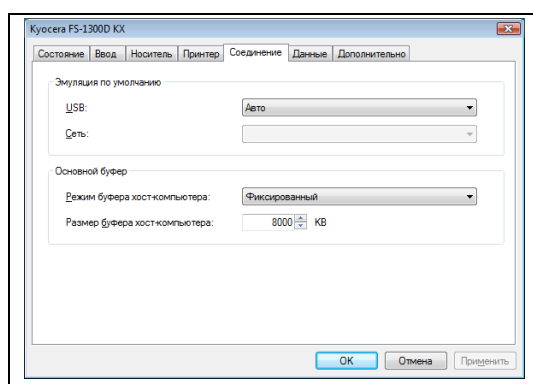 Kyocera FS-1300D KX
Состояние Ввод Носитель Принтер Соединение Данные Дополнительно
Эмуляция по умолчанию
USB: Авто
Сеть:
Основной буфер
Режим буфера хост-компьютера: Фиксированный
Размер буфера хост-компьютера: 8000 KB
OK Отмена Применить